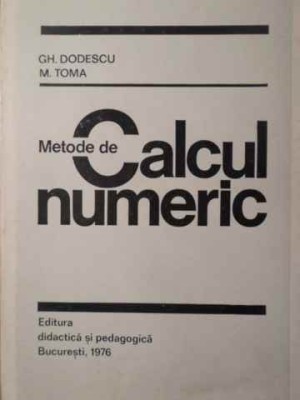 GH. DODESCU
M. TOMA
Metode de
Calcul
numeric
Editura
didactică și pedagogică
București, 1976